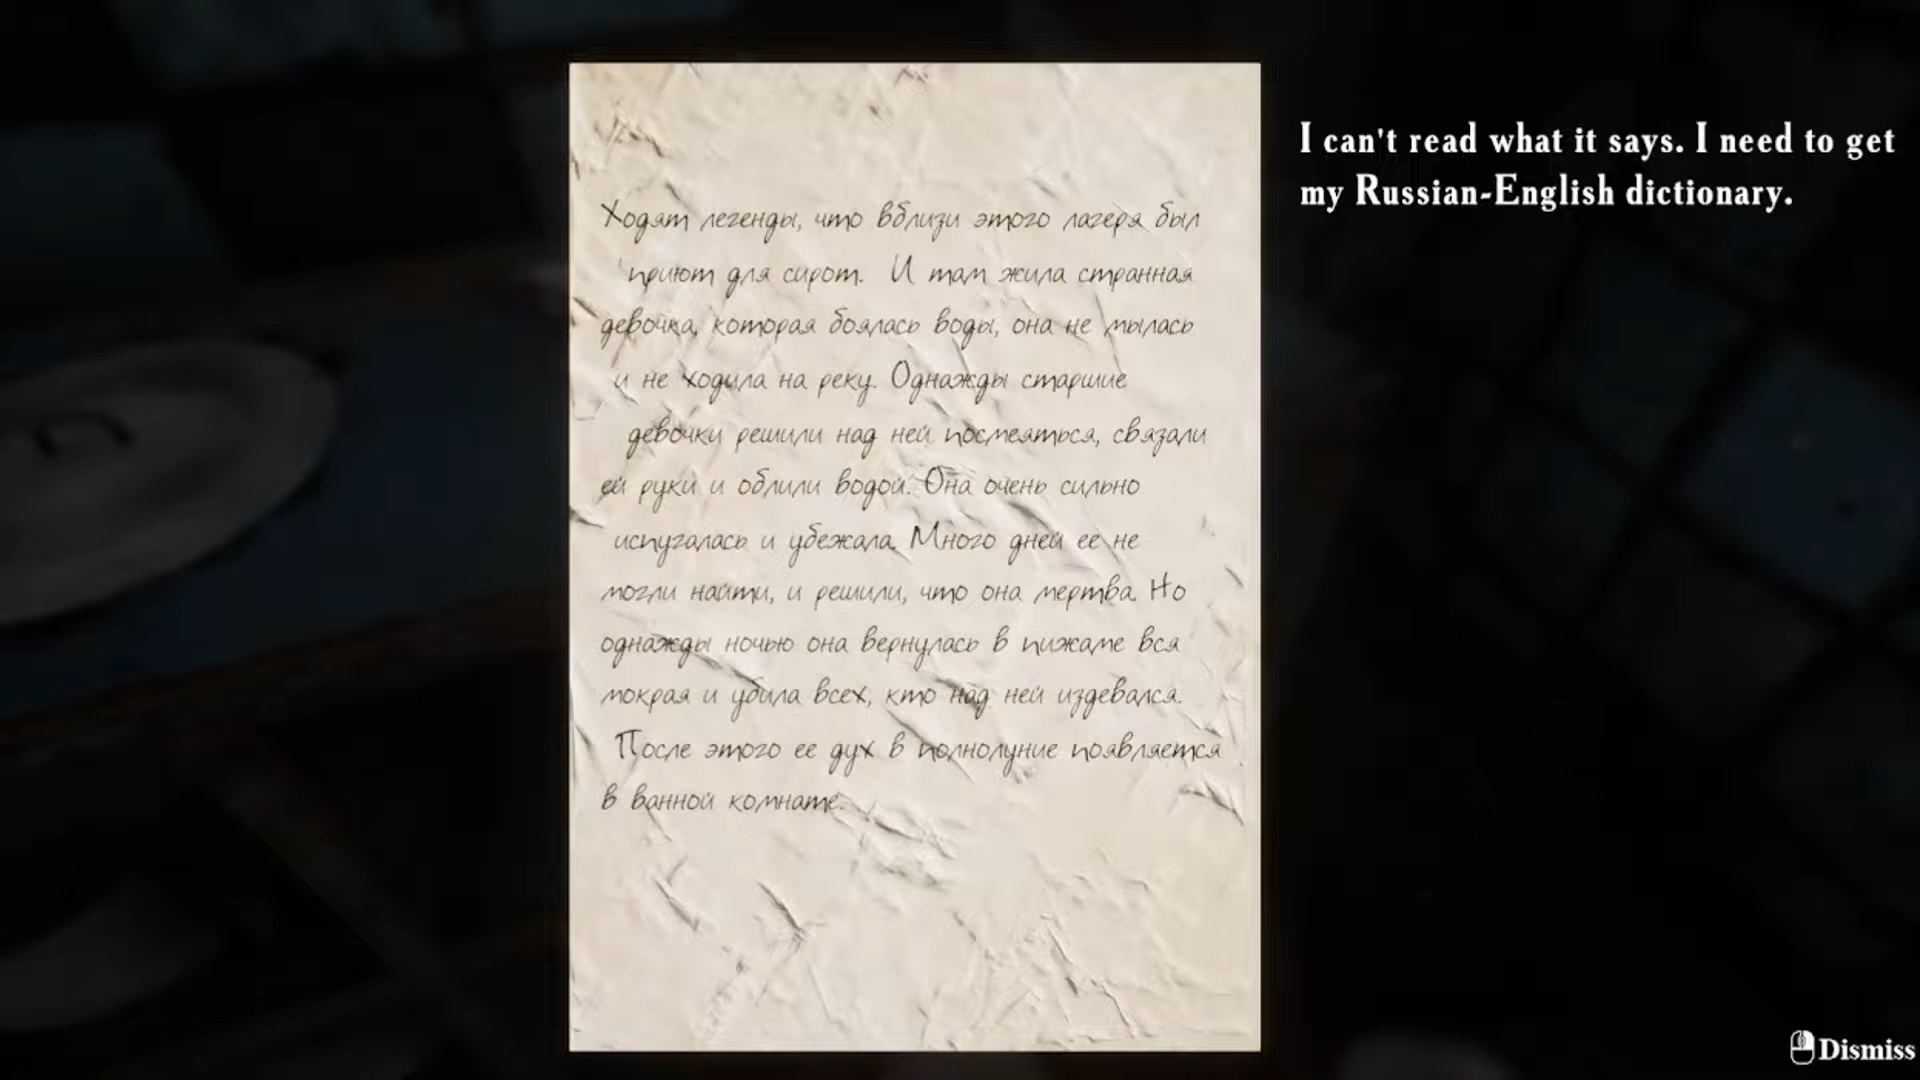 Ходят легенды, что вблизи этого лагеря был
приют для сирот. И там жила странная
девочка, которая боялась воды, она не мылась
и не ходила на реку. Однажды старшие
девочки решили над ней посмеяться, связали
ей руки и облили водой. Она очень сильно
испугалась и убежала. Много дней ее не
могли найти, и решили, что она мертва. Но
однажды ночью она вернулась в пижаме вся
мокрая и убила всех, кто над ней издевался.
После этого ее дух в полнолуние появляется
в ванной комнате.
I can't read what it says. I need to get
my Russian-English dictionary.
Dismiss